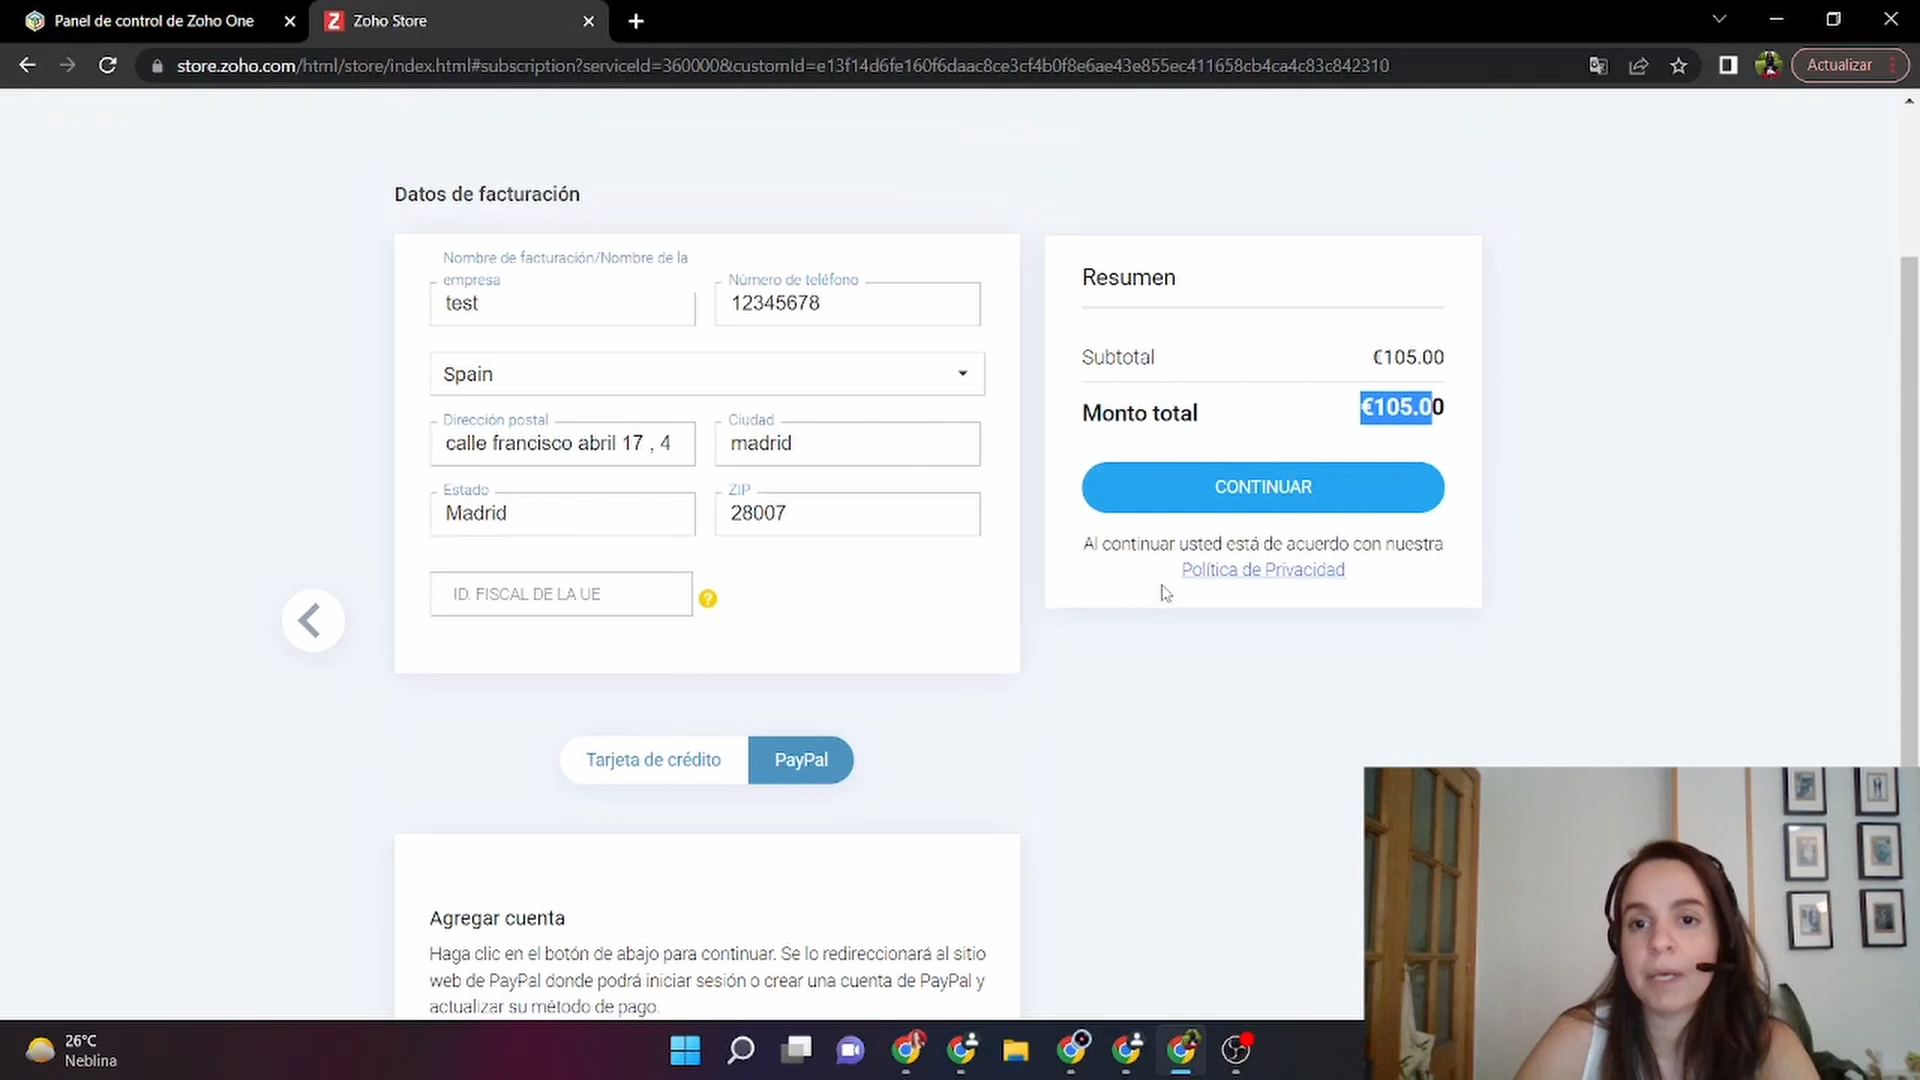 Panel de control de Zoho One
Zoho Store
store.zoho.com/html/store/index.html#subscription?serviceId=360000&customId=e13f14d6fe160f6daac8ce3cf4b0f8e6ae43e855ec411658cb4ca4c83c842310
Actualizar
Datos de facturación
Nombre de facturación/Nombre de la
empresa
test
Número de teléfono
12345678
Spain
Dirección postal
calle francisco abril 17 , 4
Ciudad
madrid
Estado
Madrid
ZIP
28007
ID. FISCAL DE LA UE
?
Resumen
Subtotal €105.00
Monto total €105.00
CONTINUAR
Al continuar usted está de acuerdo con nuestra
Política de Privacidad
Tarjeta de crédito
PayPal
Agregar cuenta
Haga clic en el botón de abajo para continuar. Se lo redireccionará al sitio
web de PayPal donde podrá iniciar sesión o crear una cuenta de PayPal y
actualizar su método de pago.
26°C
Neblina